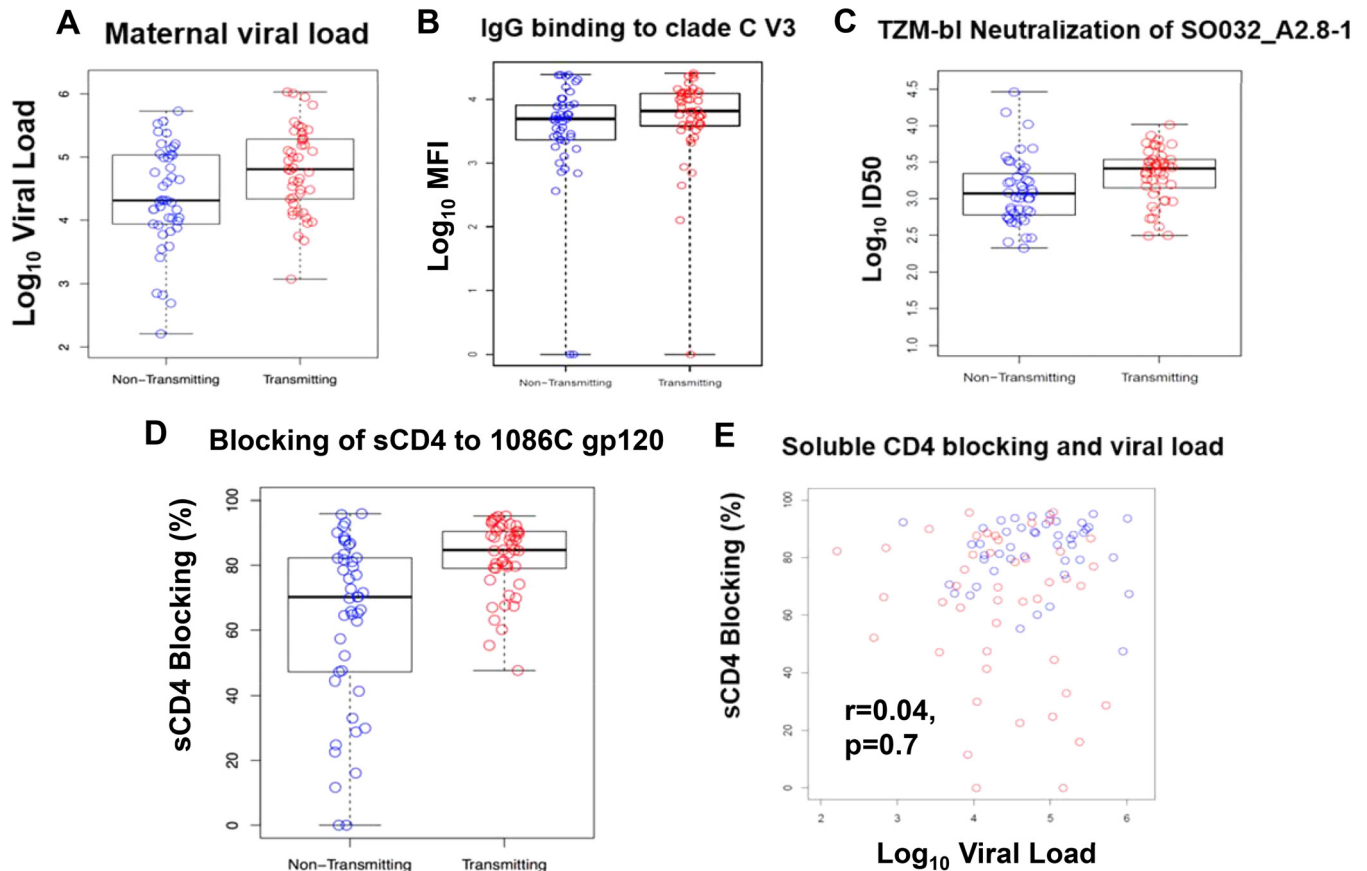 A
Maternal viral load
Log10 Viral Load
6
5
4
3
2
Non-Transmitting
Transmitting
B
IgG binding to clade C V3
Log10 MFI
4
3
2
0
Non-Transmitting
Transmitting
C
TZM-bl Neutralization of SO032_A2.8-1
Log10 ID50
4.5
4.0
3.5
3.0
2.5
2.0
1.5
1.0
Non-Transmitting
Transmitting
D
Blocking of sCD4 to 1086C gp120
sCD4 Blocking (%)
100
80
60
40
20
0
Non-Transmitting
Transmitting
E
Soluble CD4 blocking and viral load
sCD4 Blocking (%)
100
80
60
40
20
0
r=0.04,
p=0.7
2
3
4
5
6
Log10 Viral Load